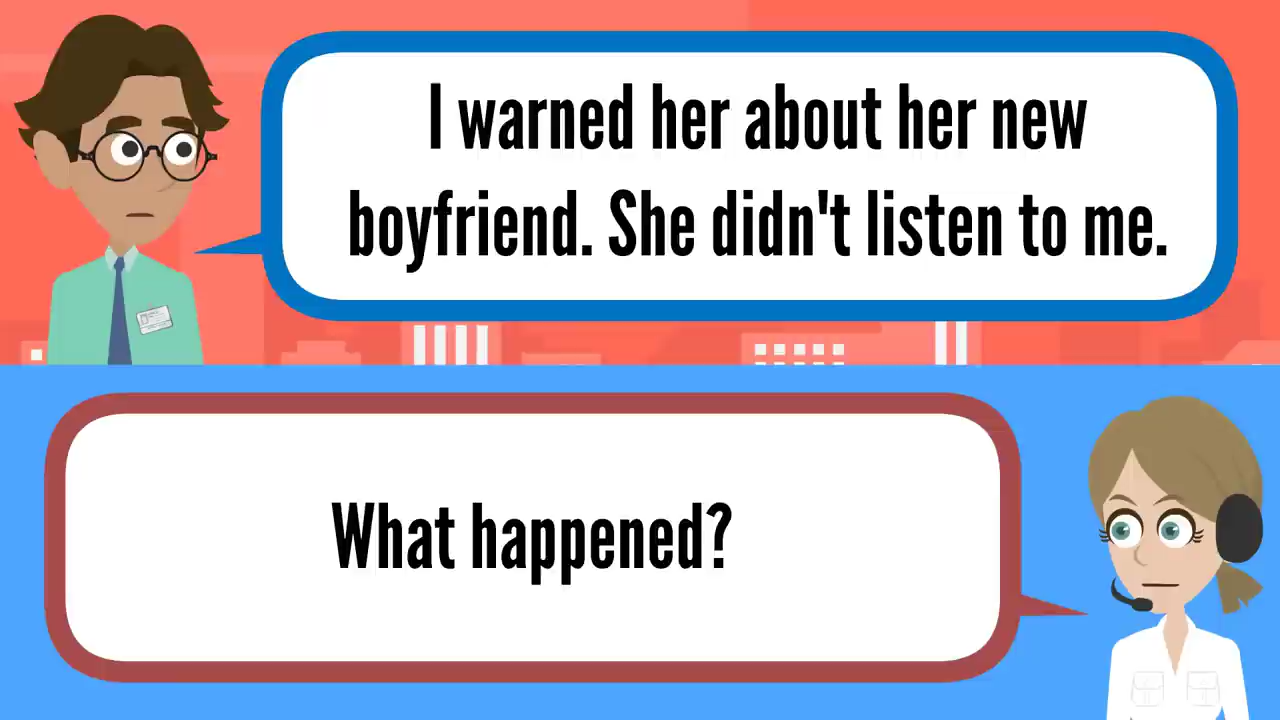 I warned her about her new
boyfriend. She didn't listen to me.
What happened?